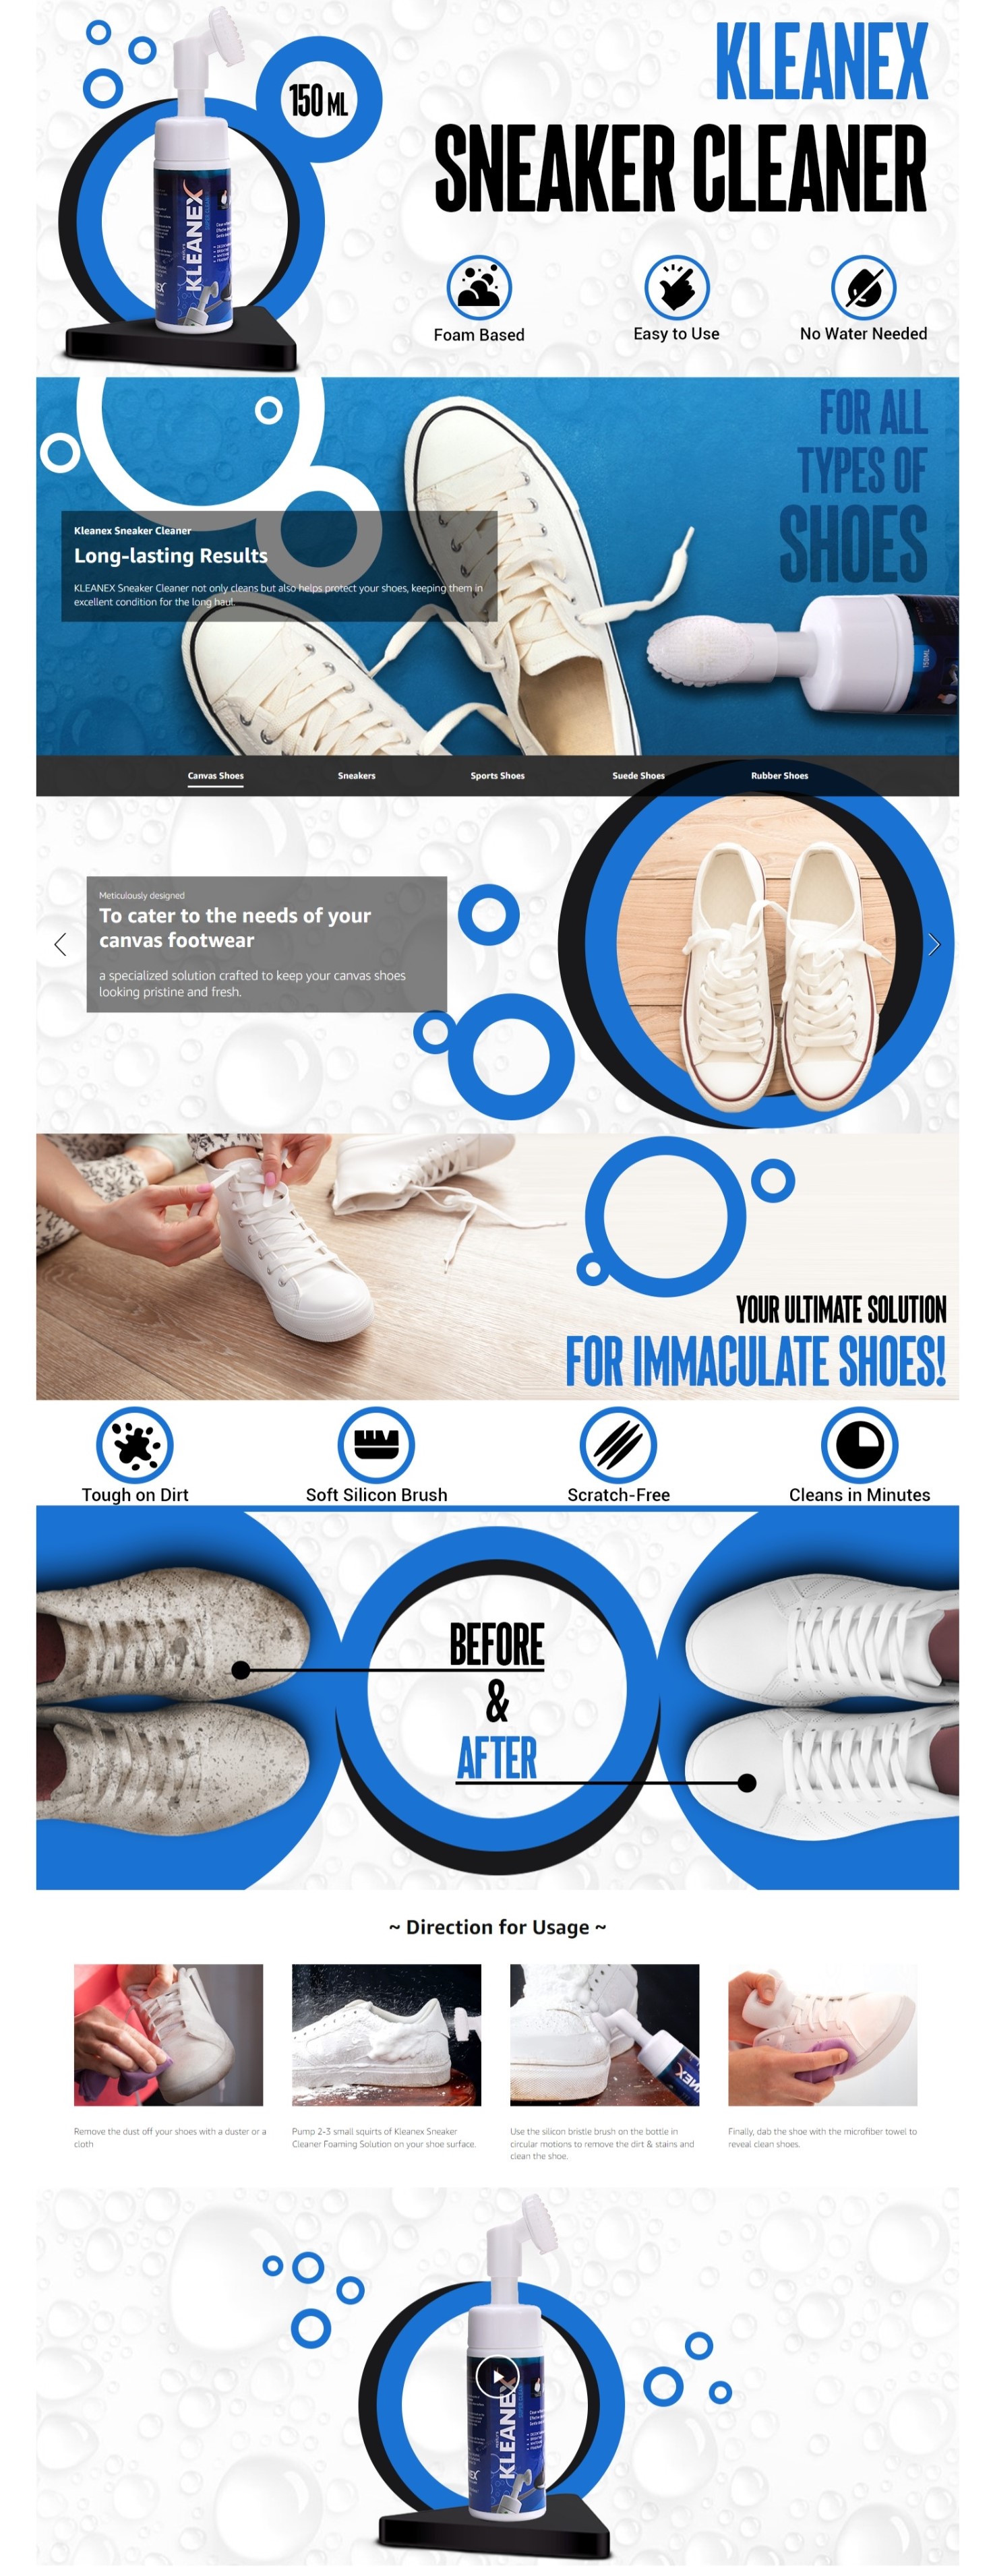 KLEANEX
SNEAKER CLEANER
150 ML
KLEANEX
Foam Based
Easy to Use
No Water Needed
FOR ALL
TYPES OF
SHOES
Kleanex Sneaker Cleaner
Long-lasting Results
KLEANEX Sneaker Cleaner not only cleans but also helps protect your shoes, keeping them in
excellent condition for the long haul.
150ML
Canvas Shoes
Sneakers
Sports Shoes
Suede Shoes
Rubber Shoes
Meticulously designed
To cater to the needs of your
canvas footwear
a specialized solution crafted to keep your canvas shoes
looking pristine and fresh.
YOUR ULTIMATE SOLUTION
FOR IMMACULATE SHOES!
Tough on Dirt
Soft Silicon Brush
Scratch-Free
Cleans in Minutes
BEFORE
&
AFTER
~ Direction for Usage ~
Remove the dust off your shoes with a duster or a
cloth
Pump 2-3 small squirts of Kleanex Sneaker
Cleaner Foaming Solution on your shoe surface.
Use the silicon bristle brush on the bottle in
circular motions to remove the dirt & stains and
clean the shoe.
Finally, dab the shoe with the microfiber towel to
reveal clean shoes.
KLEANEX